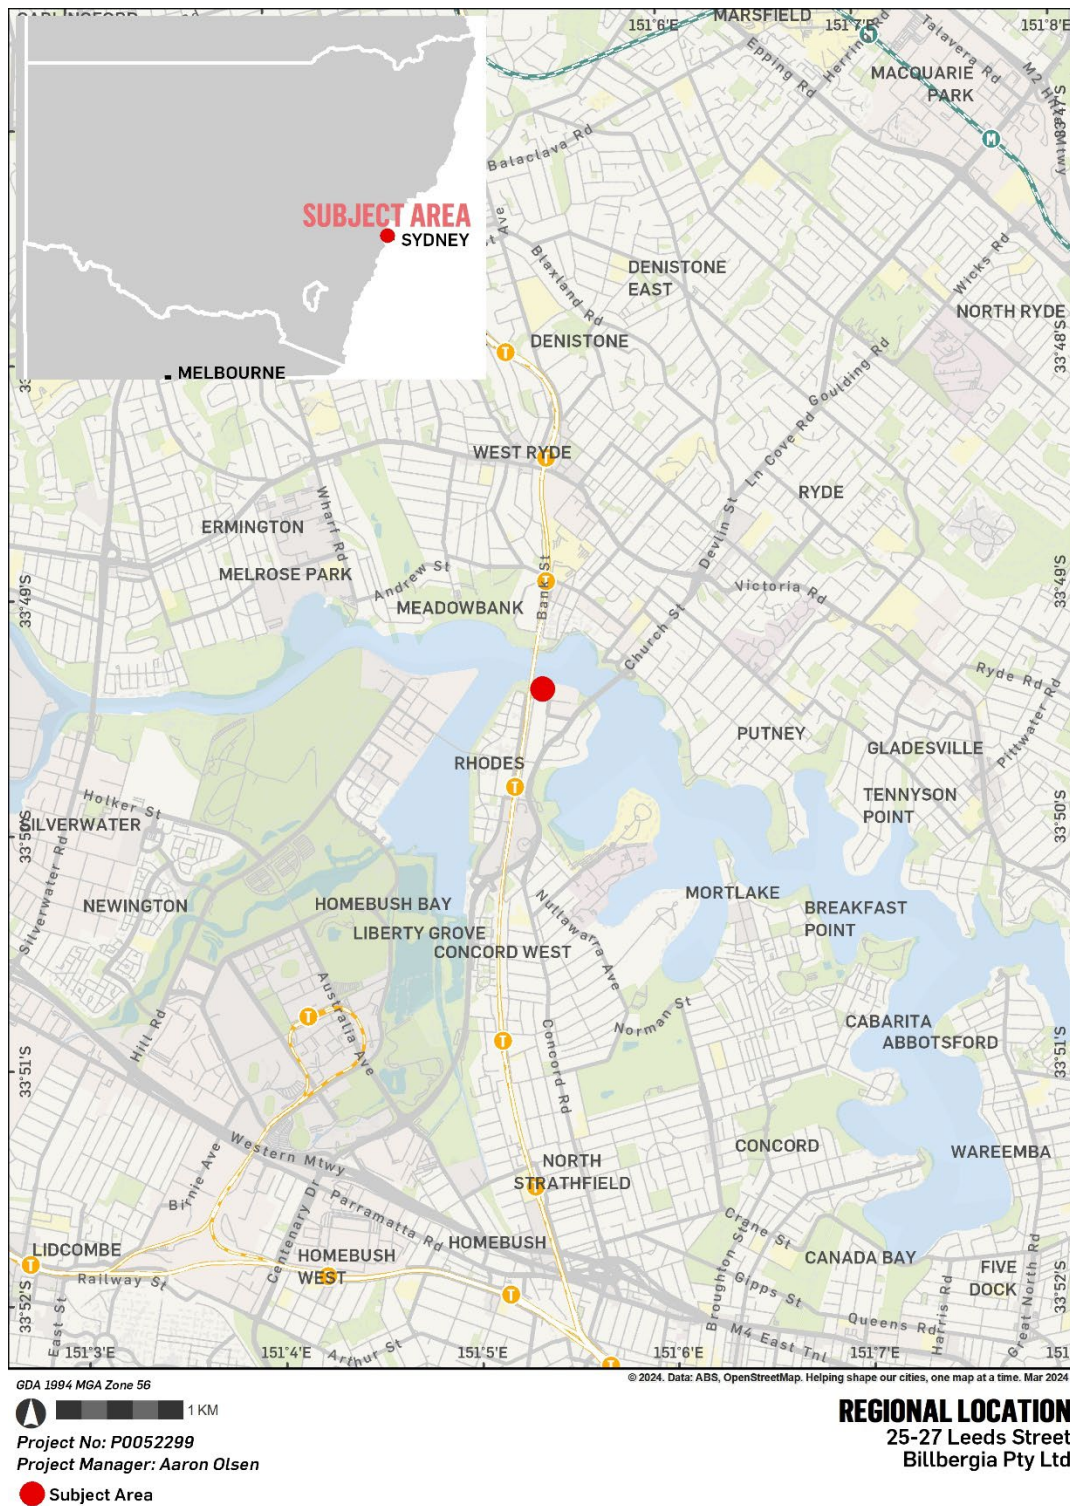 151°6'E
MARSFIELD
151°7'E
151°8'E
Epping Rd
Herring Rd
Talavera Rd
MACQUARIE
PARK
M
Balaclava Rd
SUBJECT AREA
SYDNEY
MELBOURNE
Blaxland Rd
DENISTONE
EAST
Wicks Rd
NORTH RYDE
DENISTONE
T
33°48'S
Goulding Rd
Ln Cove Rd
WEST RYDE
T
RYDE
ERMINGTON
Wharf Rd
Devlin St
MELROSE PARK
Andrew St
T
Bank St
MEADOWBANK
Victoria Rd
33°49'S
33°49'S
Church St
Ryde Rd
Pittwater Rd
PUTNEY
GLADESVILLE
RHODES
T
TENNYSON
POINT
Holker St
SILVERWATER
33°50'S
33°50'S
Silverwater Rd
NEWINGTON
HOMEBUSH BAY
MORTLAKE
BREAKFAST
POINT
LIBERTY GROVE
CONCORD WEST
Nullawarra Ave
Australia Ave
T
Hill Rd
Norman St
CABARITA
ABBOTSFORD
T
Concord Rd
33°51'S
33°51'S
Western Mtwy
CONCORD
WAREEMBA
NORTH
STRATHFIELD
T
Birnie Ave
Centenary Dr
Parramatta Rd
Crane St
LIDCOMBE
T
HOMEBUSH
WEST
T
HOMEBUSH
T
Broughton St
Gipps St
CANADA BAY
FIVE
DOCK
Railway St
33°52'S
33°52'S
East St
Arthur St
Queens Rd
Harris Rd
Great North Rd
M4 East Tnl
T
151°3'E
151°4'E
151°5'E
151°6'E
151°7'E
GDA 1994 MGA Zone 56
© 2024. Data: ABS, OpenStreetMap. Helping shape our cities, one map at a time. Mar 2024
1 KM
REGIONAL LOCATION
25-27 Leeds Street
Billbergia Pty Ltd
Project No: P0052299
Project Manager: Aaron Olsen
Subject Area